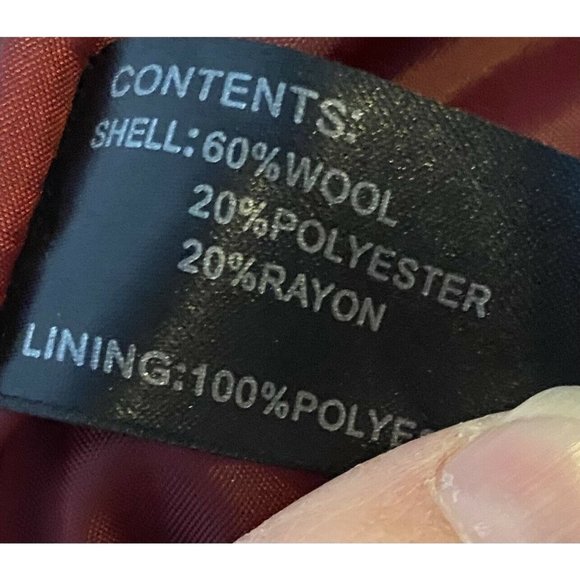 CONTENTS:
SHELL:60%WOOL
20%POLYESTER
20%RAYON
LINING:100%POLYES